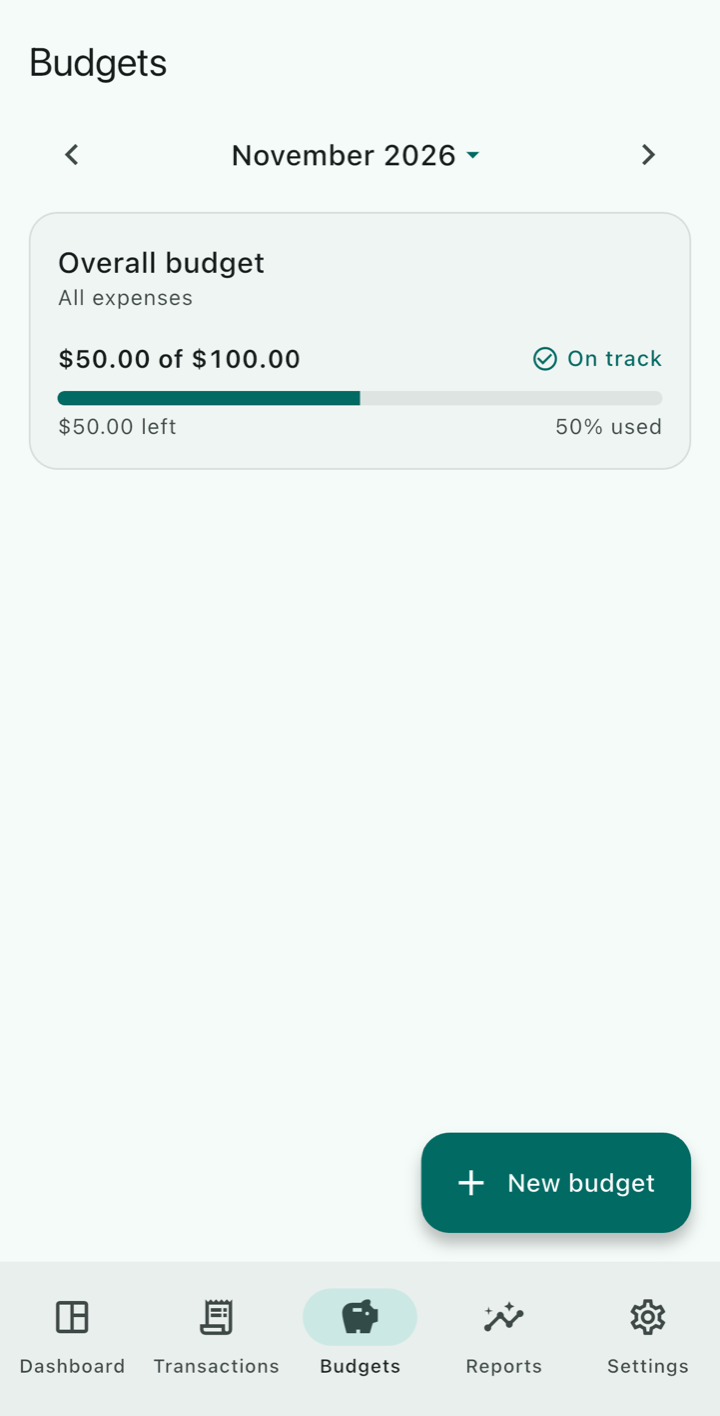 Budgets
November 2026
Overall budget
All expenses
$50.00 of $100.00
On track
$50.00 left
50% used
New budget
Dashboard
Transactions
Budgets
Reports
Settings